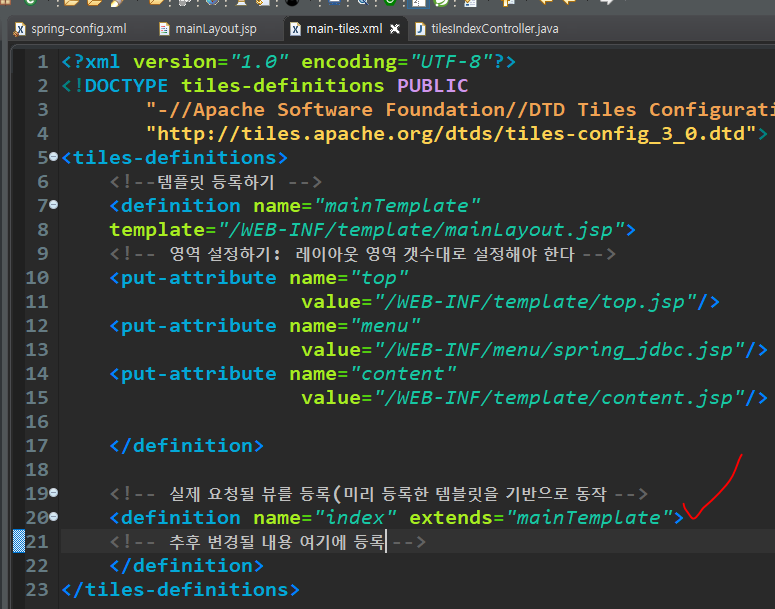 spring-config.xml mainLayout.jsp main-tiles.xml tilesIndexController.java
1 <?xml version="1.0" encoding="UTF-8"?>
2 <!DOCTYPE tiles-definitions PUBLIC
3 "-//Apache Software Foundation//DTD Tiles Configurati
4 "http://tiles.apache.org/dtds/tiles-config_3_0.dtd">
5 <tiles-definitions>
6 <!--템플릿 등록하기 -->
7 <definition name="mainTemplate"
8 template="/WEB-INF/template/mainLayout.jsp">
9 <!-- 영역 설정하기: 레이아웃 영역 갯수대로 설정해야 한다 -->
10 <put-attribute name="top"
11 value="/WEB-INF/template/top.jsp"/>
12 <put-attribute name="menu"
13 value="/WEB-INF/menu/spring_jdbc.jsp"/>
14 <put-attribute name="content"
15 value="/WEB-INF/template/content.jsp"/>
16
17 </definition>
18
19 <!-- 실제 요청될 뷰를 등록(미리 등록한 템블릿을 기반으로 동작 -->
20 <definition name="index" extends="mainTemplate">
21 <!-- 추후 변경될 내용 여기에 등록 -->
22 </definition>
23 </tiles-definitions>